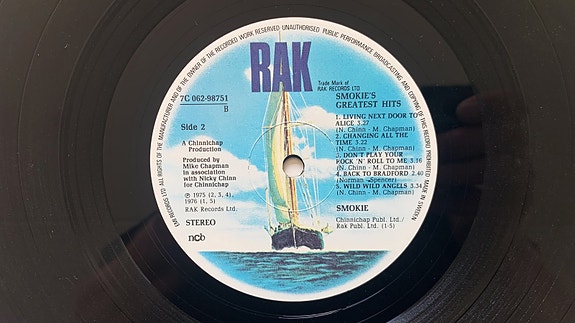 EMI RECORDS LTD. ALL RIGHTS OF THE MANUFACTURER AND OF THE OWNER OF THE RECORDED WORK RESERVED UNAUTHORISED PUBLIC PERFORMANCE BROADCASTING AND COPYING OF THIS RECORD PROHIBITED MADE IN SWEDEN
RAK
Trade Mark of
RAK RECORDS LTD.
7C 062-98751
B
Side 2
A Chinnichap
Production
Produced by
Mike Chapman
in association
with Nicky Chinn
for Chinnichap
℗ 1975 (2, 3, 4),
1976 (1, 5)
RAK Records Ltd.
STEREO
ncb
SMOKIE'S
GREATEST HITS
1. LIVING NEXT DOOR TO
ALICE 3.27
(N. Chinn - M. Chapman)
2. CHANGING ALL THE
TIME 3.22
(N. Chinn - M. Chapman)
3. DON'T PLAY YOUR
ROCK 'N' ROLL TO ME 3.16
(N. Chinn - M. Chapman)
4. BACK TO BRADFORD 2.40
(Norman - Spencer)
5. WILD WILD ANGELS 3.34
(N. Chinn - M. Chapman)
SMOKIE
Chinnichap Publ. Ltd./
Rak Publ. Ltd. (1-5)